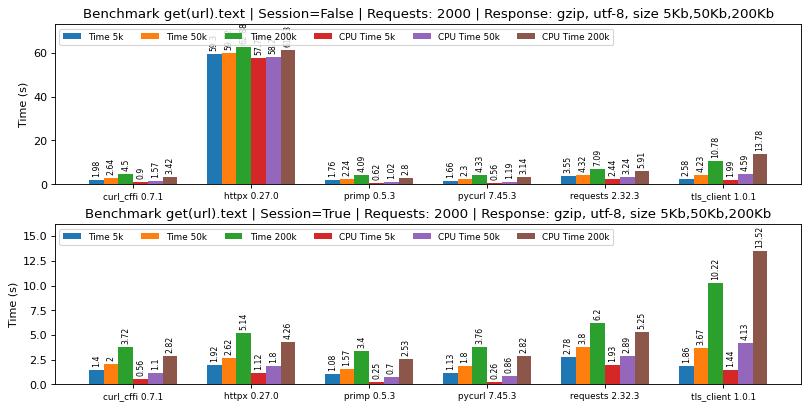 Benchmark get(url).text | Session=False | Requests: 2000 | Response: gzip, utf-8, size 5Kb,50Kb,200Kb
Time 5k Time 50k Time 200k CPU Time 5k CPU Time 50k CPU Time 200k
Time (s)
60
40
20
0
1.98 2.64 4.5 0.9 1.57 3.42
1.76 2.24 4.09 0.62 1.02 2.8
1.66 2.3 4.33 0.56 1.19 3.14
3.55 4.32 7.09 2.44 3.24 5.91
2.58 4.23 10.78 1.99 4.59 13.78
curl_cffi 0.7.1 httpx 0.27.0 primp 0.5.3 pycurl 7.45.3 requests 2.32.3 tls_client 1.0.1
Benchmark get(url).text | Session=True | Requests: 2000 | Response: gzip, utf-8, size 5Kb,50Kb,200Kb
Time 5k Time 50k Time 200k CPU Time 5k CPU Time 50k CPU Time 200k
Time (s)
15.0
12.5
10.0
7.5
5.0
2.5
0.0
1.4 2 3.72 0.56 1.1 2.82
1.92 2.62 5.14 1.12 1.8 4.26
1.08 1.57 3.4 0.25 0.7 2.53
1.13 1.8 3.76 0.26 0.86 2.82
2.78 3.8 6.2 1.93 2.89 5.25
1.86 3.67 10.22 1.44 4.13 13.52
curl_cffi 0.7.1 httpx 0.27.0 primp 0.5.3 pycurl 7.45.3 requests 2.32.3 tls_client 1.0.1